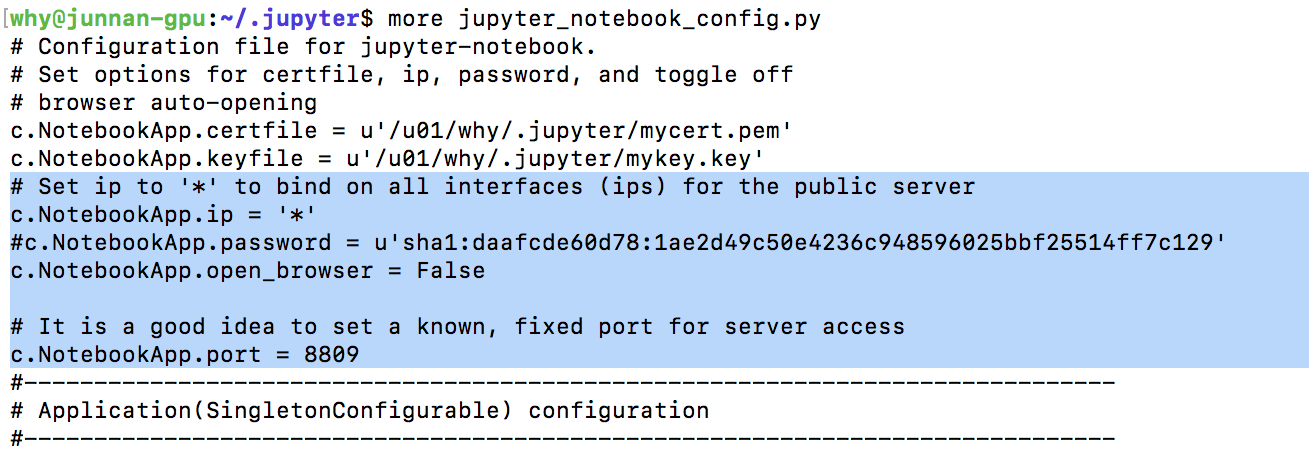 [why@junnan-gpu:~/.jupyter$ more jupyter_notebook_config.py
# Configuration file for jupyter-notebook.
# Set options for certfile, ip, password, and toggle off
# browser auto-opening
c.NotebookApp.certfile = u'/u01/why/.jupyter/mycert.pem'
c.NotebookApp.keyfile = u'/u01/why/.jupyter/mykey.key'
# Set ip to '*' to bind on all interfaces (ips) for the public server
c.NotebookApp.ip = '*'
#c.NotebookApp.password = u'sha1:daafcde60d78:1ae2d49c50e4236c948596025bbf25514ff7c129'
c.NotebookApp.open_browser = False
# It is a good idea to set a known, fixed port for server access
c.NotebookApp.port = 8809
#------------------------------------------------------------------------------
# Application(SingletonConfigurable) configuration
#------------------------------------------------------------------------------